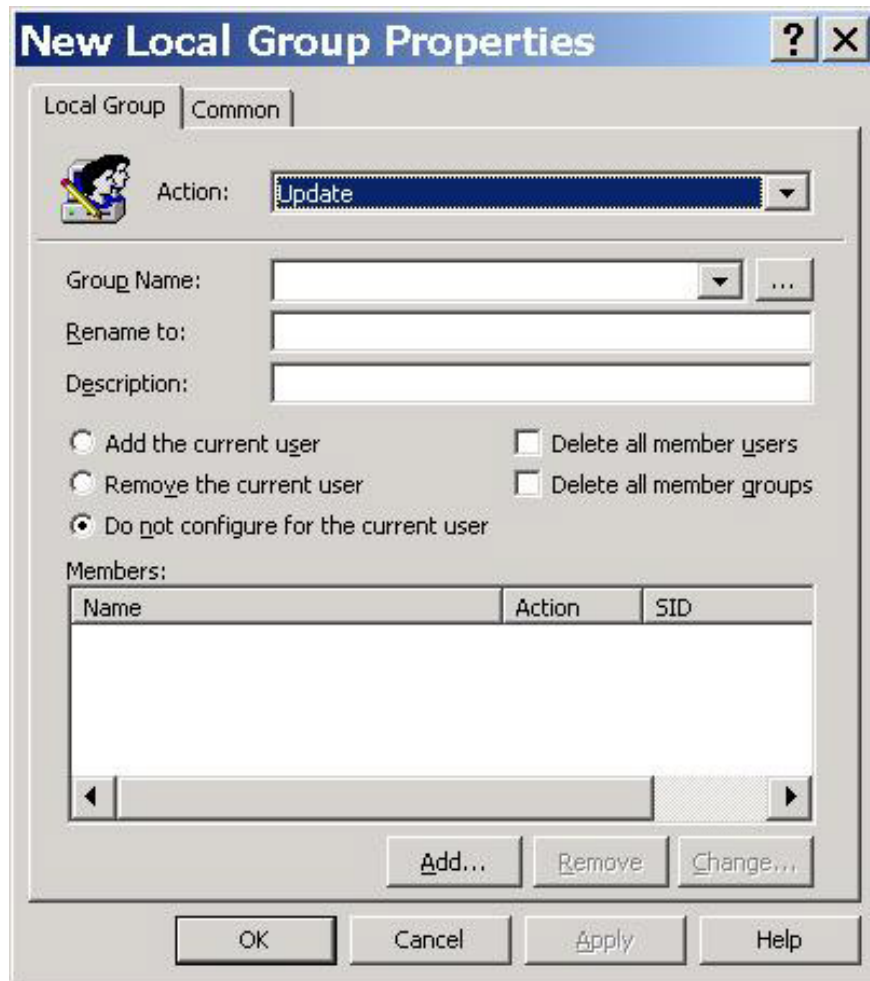 New Local Group Properties
Local Group Common
Action: Update
Group Name: ...
Rename to:
Description:
Add the current user Delete all member users
Remove the current user Delete all member groups
Do not configure for the current user
Members:
Name Action SID
Add... Remove Change...
OK Cancel Apply Help